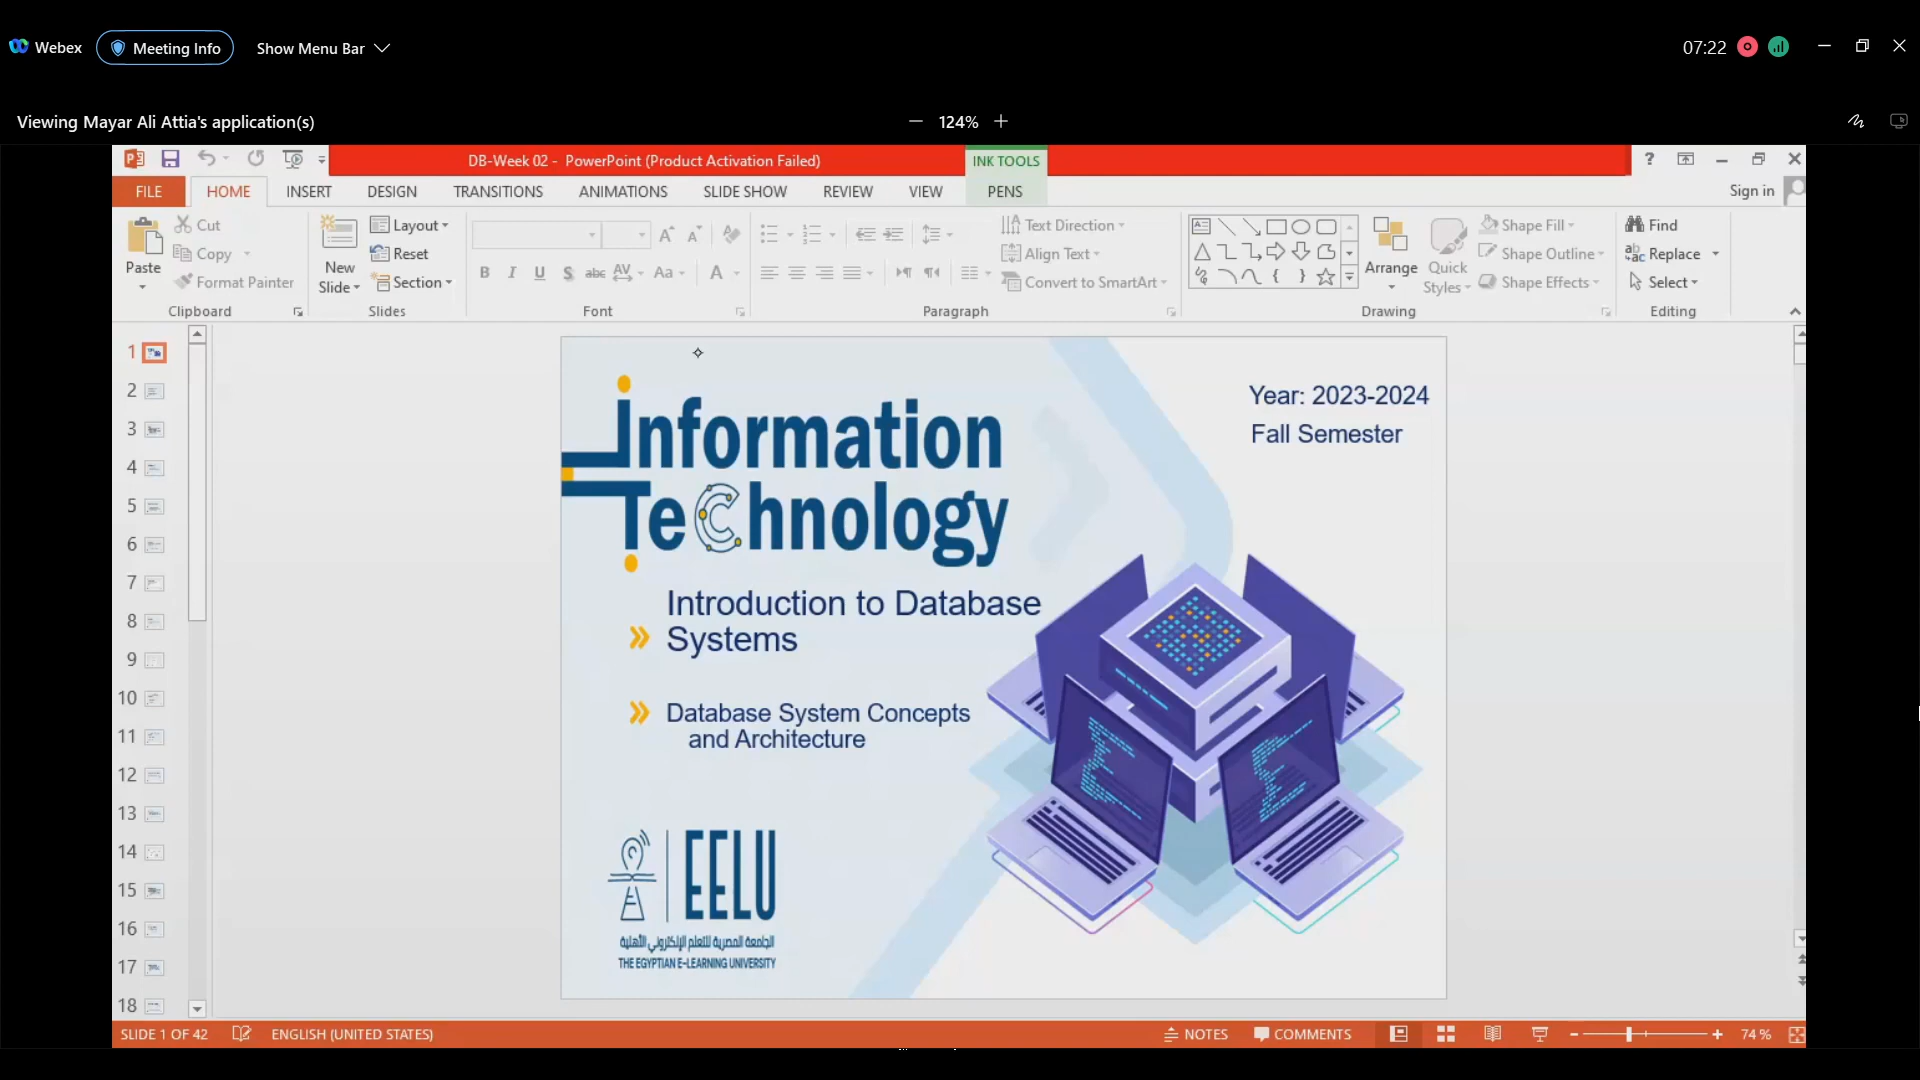 Webex
Meeting Info
Show Menu Bar
07:22
Viewing Mayar Ali Attia's application(s)
124%
DB-Week 02 - PowerPoint (Product Activation Failed)
INK TOOLS
FILE
HOME
INSERT
DESIGN
TRANSITIONS
ANIMATIONS
SLIDE SHOW
REVIEW
VIEW
PENS
Sign in
Paste
Cut
Copy
Format Painter
Clipboard
New
Slide
Layout
Reset
Section
Slides
Font
Text Direction
Align Text
Convert to SmartArt
Paragraph
Arrange
Quick
Styles
Shape Fill
Shape Outline
Shape Effects
Drawing
Find
Replace
Select
Editing
1
2
3
4
5
6
7
8
9
10
11
12
13
14
15
16
17
18
Information
Technology
Year: 2023-2024
Fall Semester
Introduction to Database
Systems
Database System Concepts
and Architecture
EELU
الجامعة المصرية للتعلم الإلكتروني الأهلية
THE EGYPTIAN E-LEARNING UNIVERSITY
SLIDE 1 OF 42
ENGLISH (UNITED STATES)
NOTES
COMMENTS
74 %